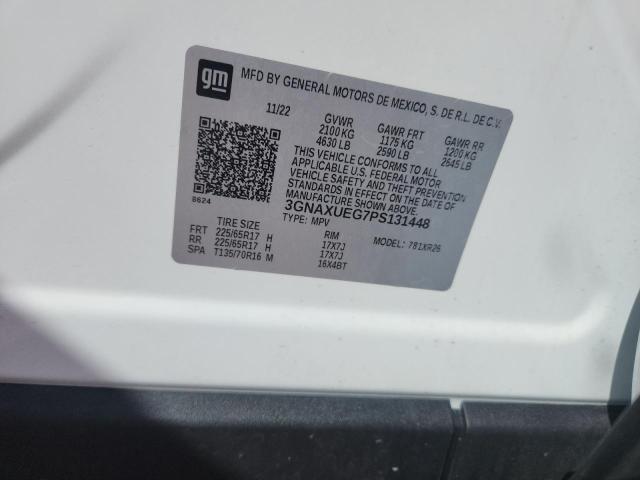 gm
MFD BY GENERAL MOTORS DE MEXICO, S. DE R.L. DE C.V.
11/22 GVWR GAWR FRT GAWR RR
2100 KG 1175 KG 1200 KG
4630 LB 2590 LB 2645 LB
THIS VEHICLE CONFORMS TO ALL
APPLICABLE U.S. FEDERAL MOTOR
VEHICLE SAFETY AND THEFT PREVENTION
STANDARDS IN EFFECT ON THE DATE OF
MANUFACTURE SHOWN ABOVE.
8624
3GNAXUEG7PS131448
TYPE: MPV MODEL: 781XR26
TIRE SIZE RIM
FRT 225/65R17 H 17X7J
RR 225/65R17 H 17X7J
SPA T135/70R16 M 16X4BT